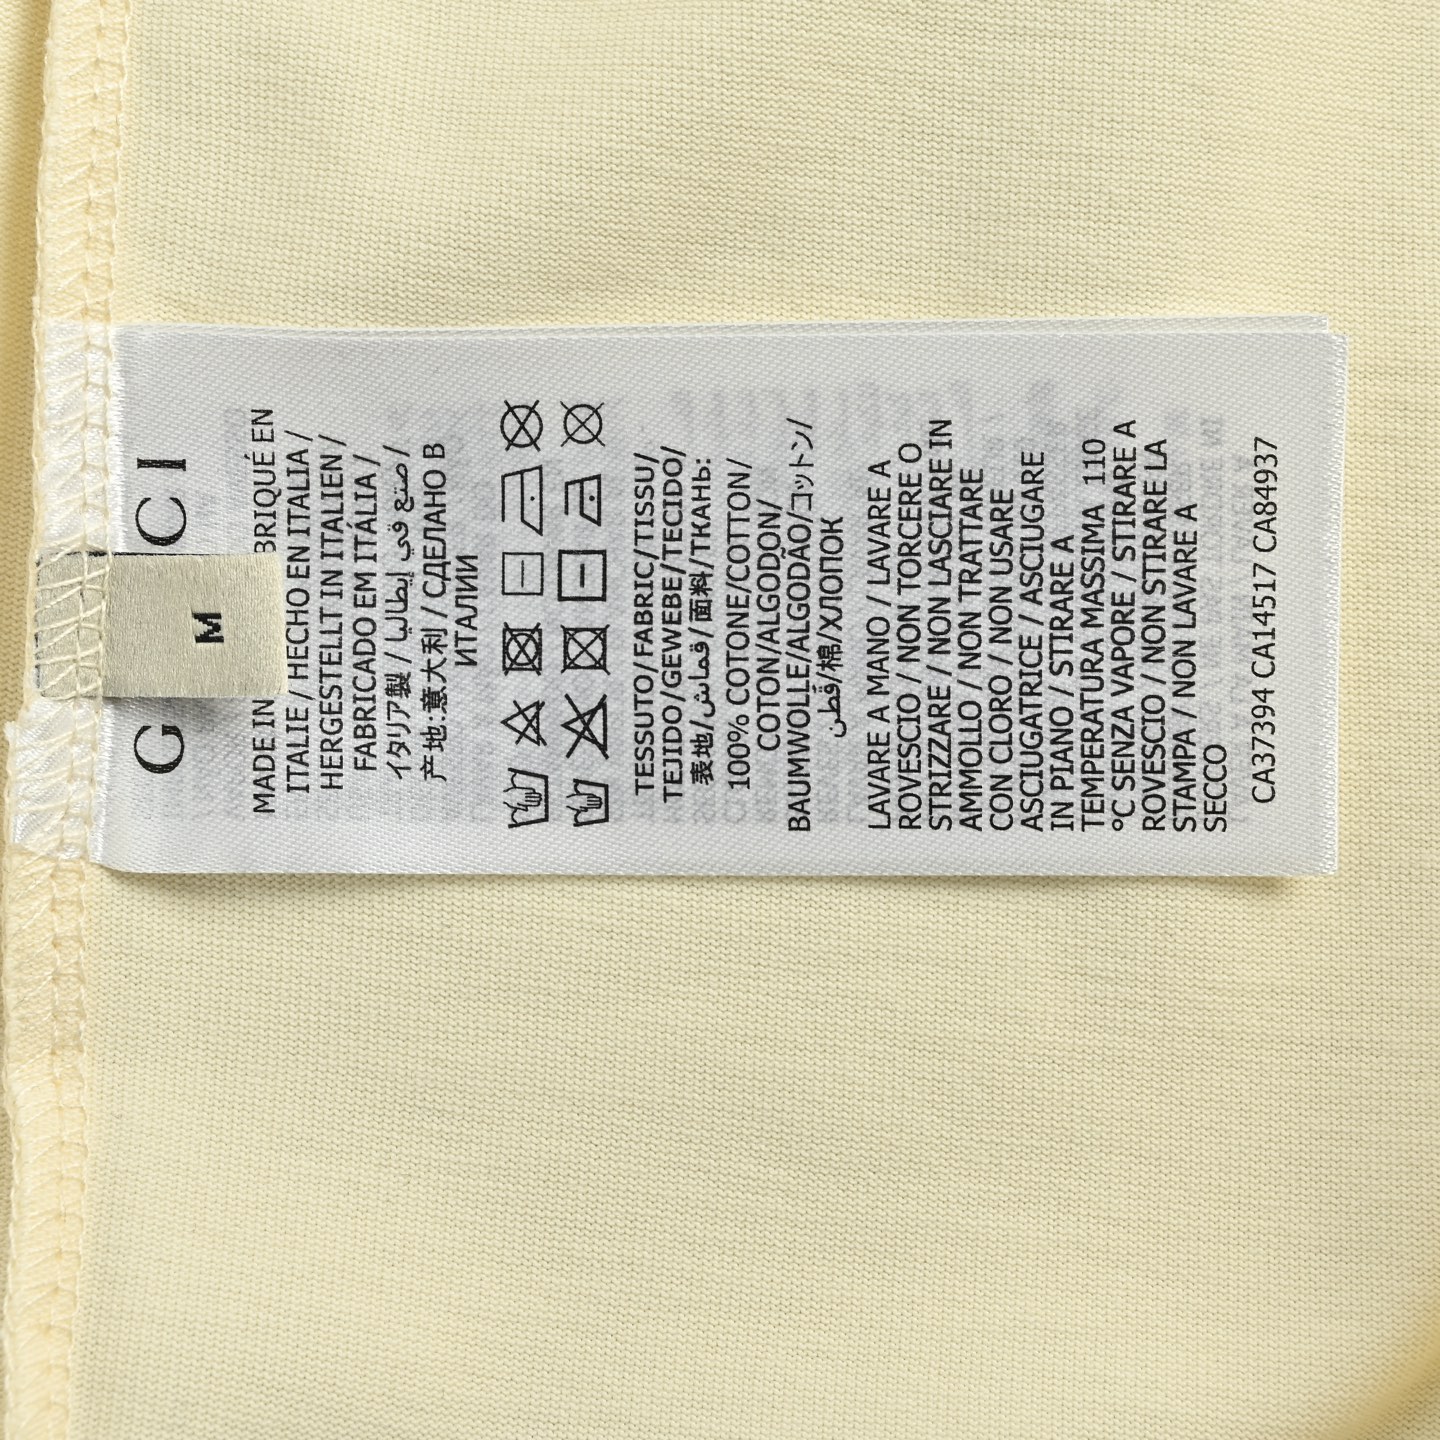 G CI
M
MADE IN BRIQUÉ EN
ITALIE / HECHO EN ITALIA /
HERGESTELLT IN ITALIEN /
FABRICADO EM ITÁLIA /
イタリア製 / صنع في إيطاليا /
产地:意大利 / СДЕЛАНО В
ИТАЛИИ
TESSUTO/FABRIC/TISSU/
TEJIDO/GEWEBE/TECIDO/
表地/قماش/面料/ТКАНЬ:
100% COTONE/COTTON/
COTON/ALGODON/
BAUMWOLLE/ALGODÃO/コットン/
قطن/棉/ХЛОПОК
LAVARE A MANO / LAVARE A
ROVESCIO / NON TORCERE O
STRIZZARE / NON LASCIARE IN
AMMOLLO / NON TRATTARE
CON CLORO / NON USARE
ASCIUGATRICE / ASCIUGARE
IN PIANO / STIRARE A
TEMPERATURA MASSIMA 110
°C SENZA VAPORE / STIRARE A
ROVESCIO / NON STIRARE LA
STAMPA / NON LAVARE A
SECCO
CA37394 CA14517 CA84937